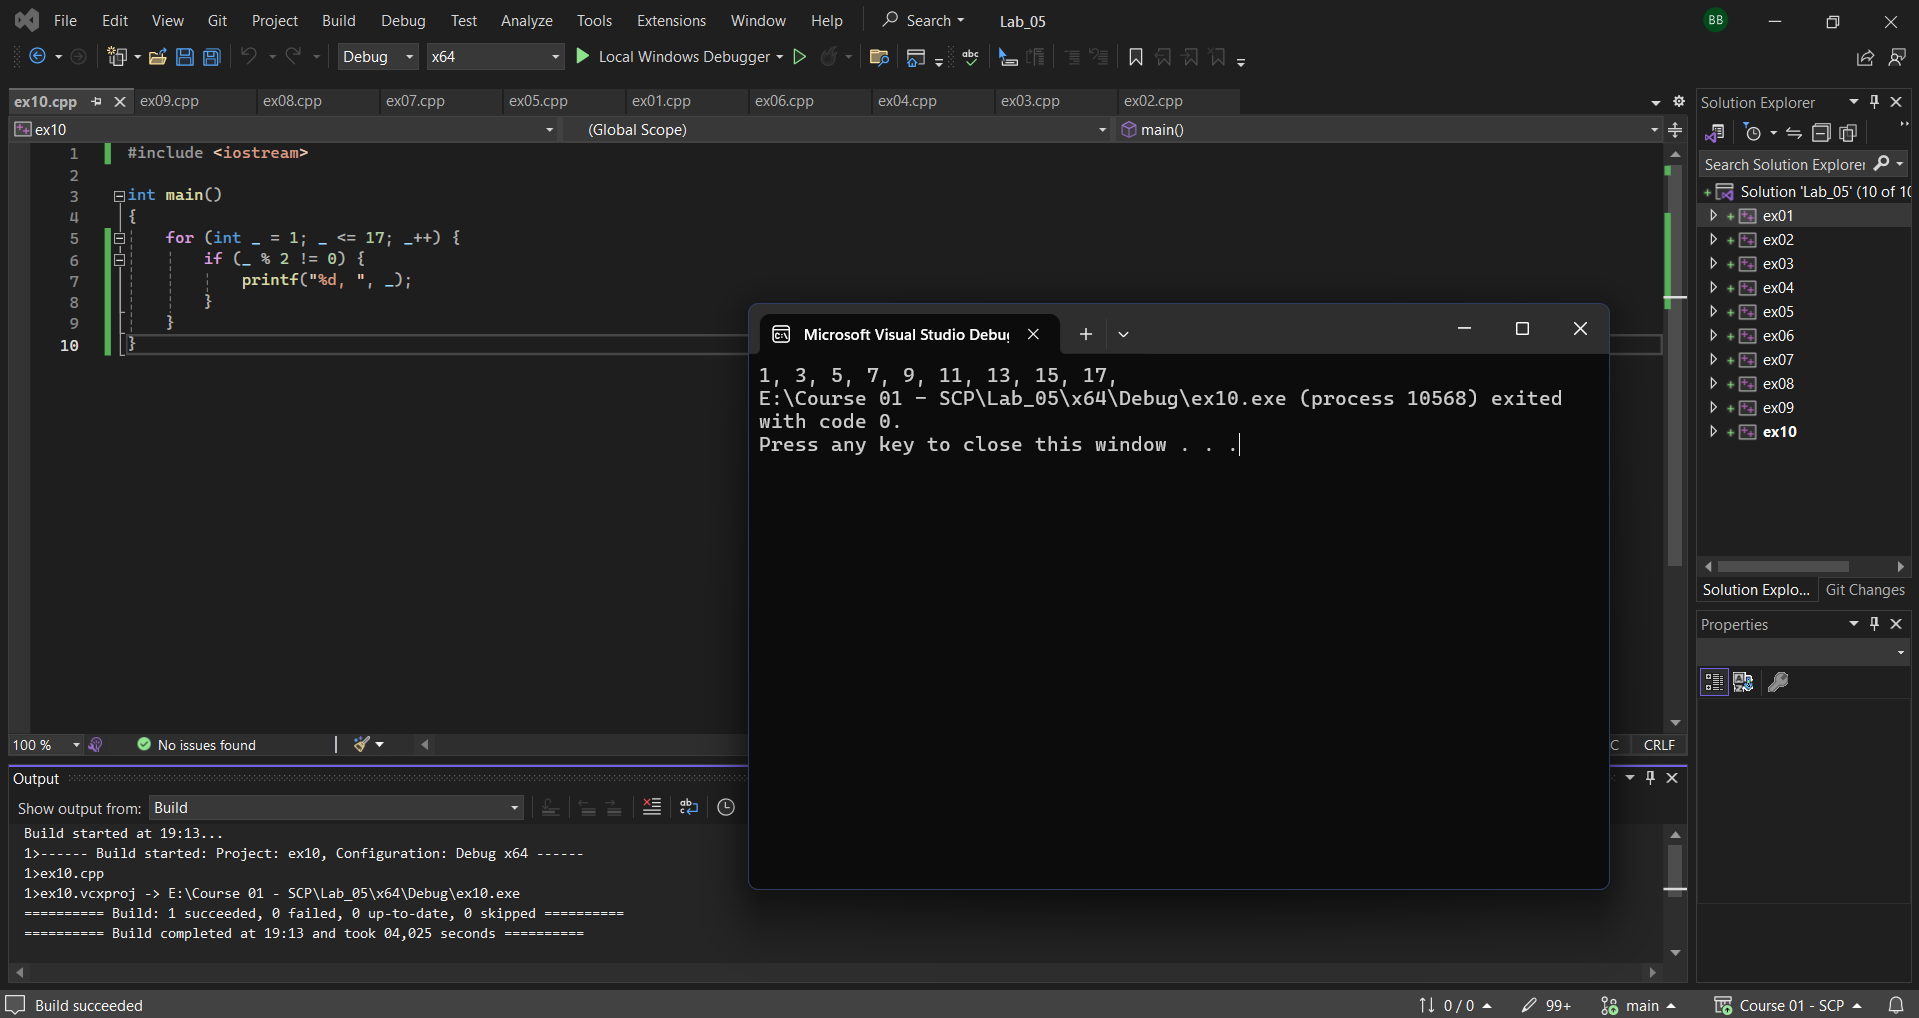 File Edit View Git Project Build Debug Test Analyze Tools Extensions Window Help Search Lab_05 BB
Debug x64 Local Windows Debugger abc
ex10.cpp ex09.cpp ex08.cpp ex07.cpp ex05.cpp ex01.cpp ex06.cpp ex04.cpp ex03.cpp ex02.cpp
ex10 (Global Scope) main()
1 #include <iostream>
2
3 int main()
4 {
5 for (int _ = 1; _ <= 17; _++) {
6 if (_ % 2 != 0) {
7 printf("%d, ", _);
8 }
9 }
10 }
Microsoft Visual Studio Debu
1, 3, 5, 7, 9, 11, 13, 15, 17,
E:\Course 01 - SCP\Lab_05\x64\Debug\ex10.exe (process 10568) exited
with code 0.
Press any key to close this window . . .
Solution Explorer
Search Solution Explorer
Solution 'Lab_05' (10 of 10
ex01
ex02
ex03
ex04
ex05
ex06
ex07
ex08
ex09
ex10
Solution Explo... Git Changes
Properties
100 % No issues found C CRLF
Output
Show output from: Build
Build started at 19:13...
1>------ Build started: Project: ex10, Configuration: Debug x64 ------
1>ex10.cpp
1>ex10.vcxproj -> E:\Course 01 - SCP\Lab_05\x64\Debug\ex10.exe
========== Build: 1 succeeded, 0 failed, 0 up-to-date, 0 skipped ==========
========== Build completed at 19:13 and took 04,025 seconds ==========
Build succeeded 0 / 0 99+ main Course 01 - SCP